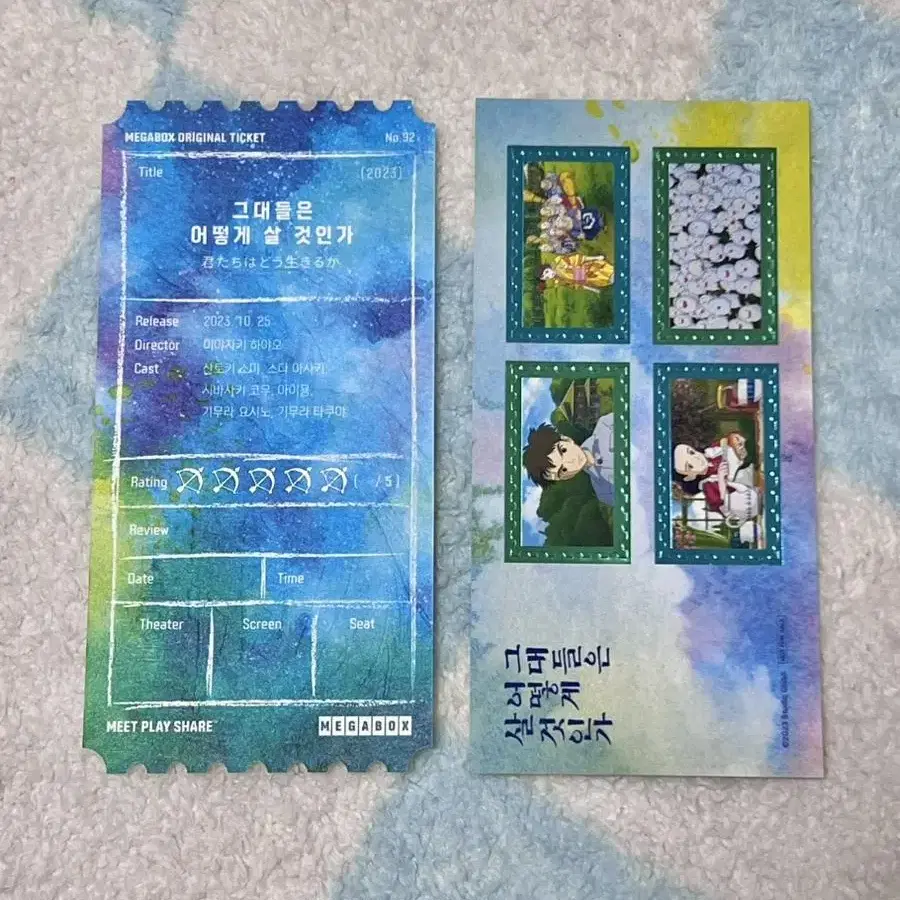 MEGABOX ORIGINAL TICKET No.92
Title (2023)
그대들은
어떻게 살 것인가
君たちはどう生きるか
Release 2023. 10. 25
Director 미야자키 하야오
Cast 산토키 소마, 스다 마사키,
시바사키 코우, 아이묭,
기무라 요시노, 기무라 타쿠야
Rating ( / 5)
Review
Date Time
Theater Screen Seat
MEET PLAY SHARE MEGABOX
그대들은
어떻게
살 것인가
©2023 Studio Ghibli